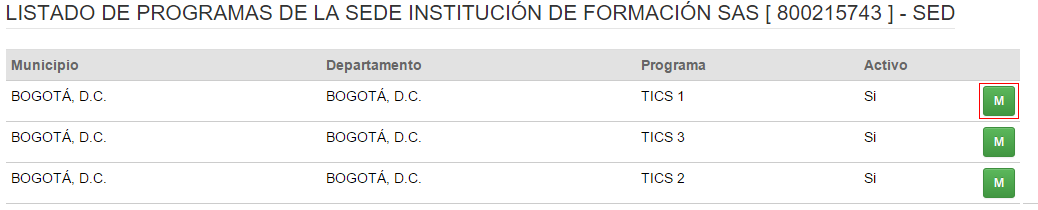 LISTADO DE PROGRAMAS DE LA SEDE INSTITUCIÓN DE FORMACIÓN SAS [ 800215743 ] - SED
Municipio Departamento Programa Activo
BOGOTÁ, D.C. BOGOTÁ, D.C. TICS 1 Si M
BOGOTÁ, D.C. BOGOTÁ, D.C. TICS 3 Si M
BOGOTÁ, D.C. BOGOTÁ, D.C. TICS 2 Si M